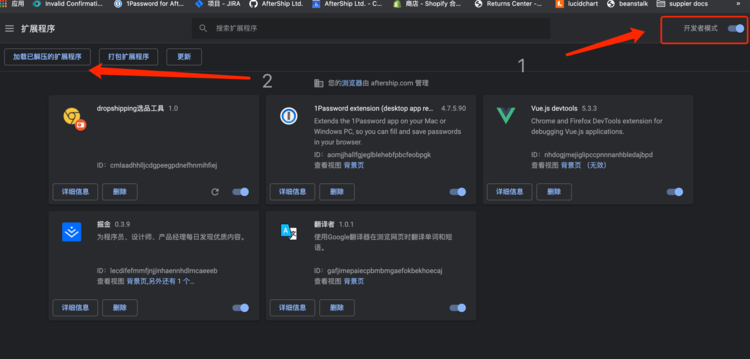 应用
Invalid Confirmati...
1Password for Aft...
项目 - JIRA
AfterShip Ltd.
AfterShip - Com...
商店 - Shopify 合...
Returns Center -...
lucidchart
beanstalk
suppier docs
扩展程序
搜索扩展程序
开发者模式
加载已解压的扩展程序
打包扩展程序
更新
1
2
您的浏览器由 aftership.com 管理
dropshipping选品工具 1.0
ID: cmlaadhhlljcdgpeegpdnefhnmihfiej
详细信息
删除
1Password extension (desktop app re... 4.7.5.90
Extends the 1Password app on your Mac or
Windows PC, so you can fill and save passwords
in your browser.
ID: aomjjhallfgjeglblehebfpbcfeobpgk
查看视图 背景页
详细信息
删除
Vue.js devtools 5.3.3
Chrome and Firefox DevTools extension for
debugging Vue.js applications.
ID: nhdogjmejiglipccpnnnanhbledajbpd
查看视图 背景页 (无效)
详细信息
删除
掘金 0.3.9
为程序员、设计师、产品经理每日发现优质内容。
ID: lecdifefmmfjnjjinhaennhdlmcaeeeb
查看视图 背景页,另外还有 1 个...
详细信息
删除
翻译者 1.0.1
使用Google翻译器在浏览网页时翻译单词和短
语。
ID: gafjimepaiecpbmbmgaefokbekhoecaj
查看视图 背景页
详细信息
删除